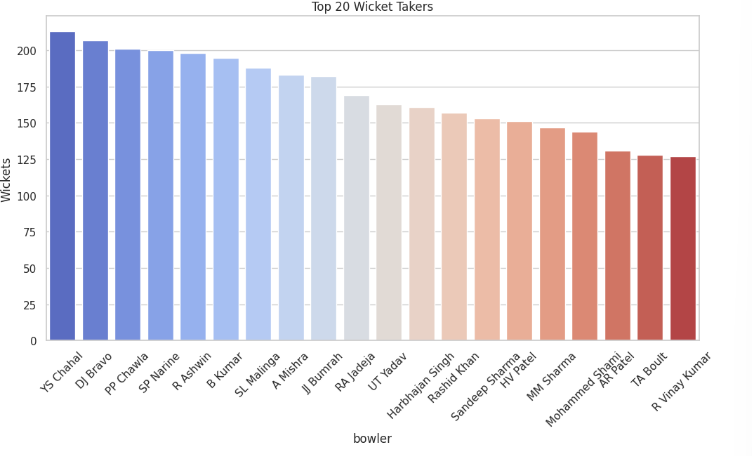 Top 20 Wicket Takers
Wickets
200
175
150
125
100
75
50
25
0
YS Chahal
DJ Bravo
PP Chawla
SP Narine
R Ashwin
B Kumar
SL Malinga
A Mishra
JJ Bumrah
RA Jadeja
UT Yadav
Harbhajan Singh
Rashid Khan
Sandeep Sharma
HV Patel
MM Sharma
Mohammed Shami
AR Patel
TA Boult
R Vinay Kumar
bowler